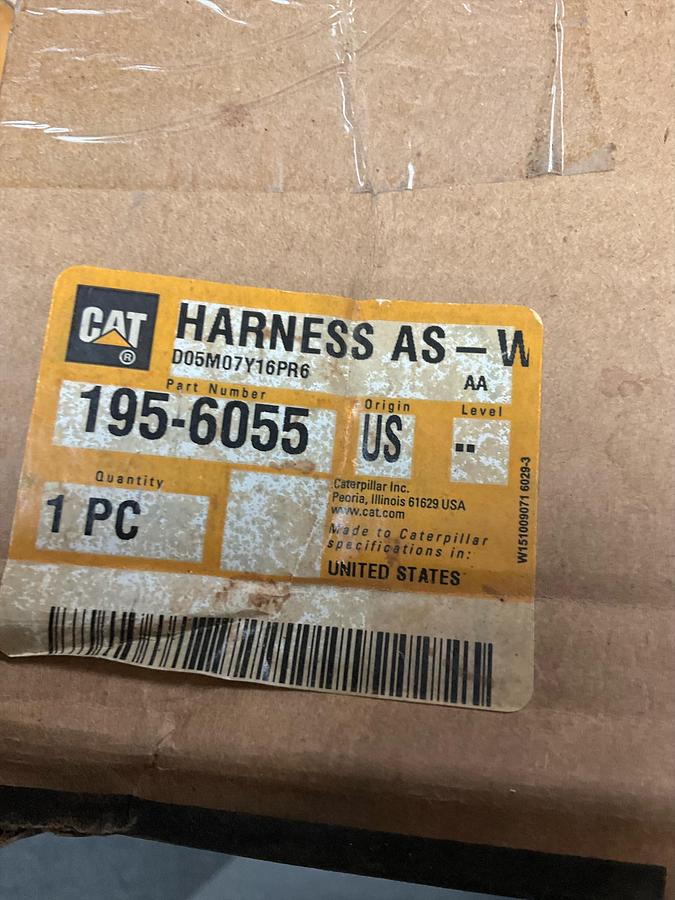 CAT
®
HARNESS AS-W
D05M07Y16PR6
AA
Part Number
Origin
Level
195-6055
US
--
Quantity
1 PC
Caterpillar Inc.
Peoria, Illinois 61629 USA
www.cat.com
Made to Caterpillar
specifications in:
UNITED STATES
W151009071 6029-3